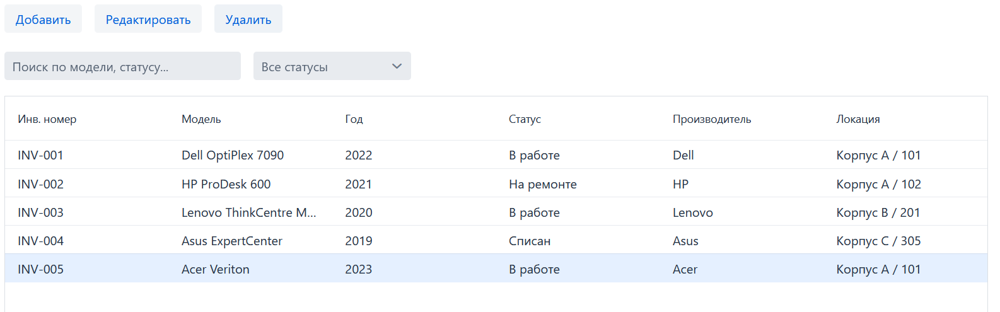 Добавить Редактировать Удалить
Поиск по модели, статусу... Все статусы
Инв. номер Модель Год Статус Производитель Локация
INV-001 Dell OptiPlex 7090 2022 В работе Dell Корпус A / 101
INV-002 HP ProDesk 600 2021 На ремонте HP Корпус A / 102
INV-003 Lenovo ThinkCentre M... 2020 В работе Lenovo Корпус B / 201
INV-004 Asus ExpertCenter 2019 Списан Asus Корпус C / 305
INV-005 Acer Veriton 2023 В работе Acer Корпус A / 101